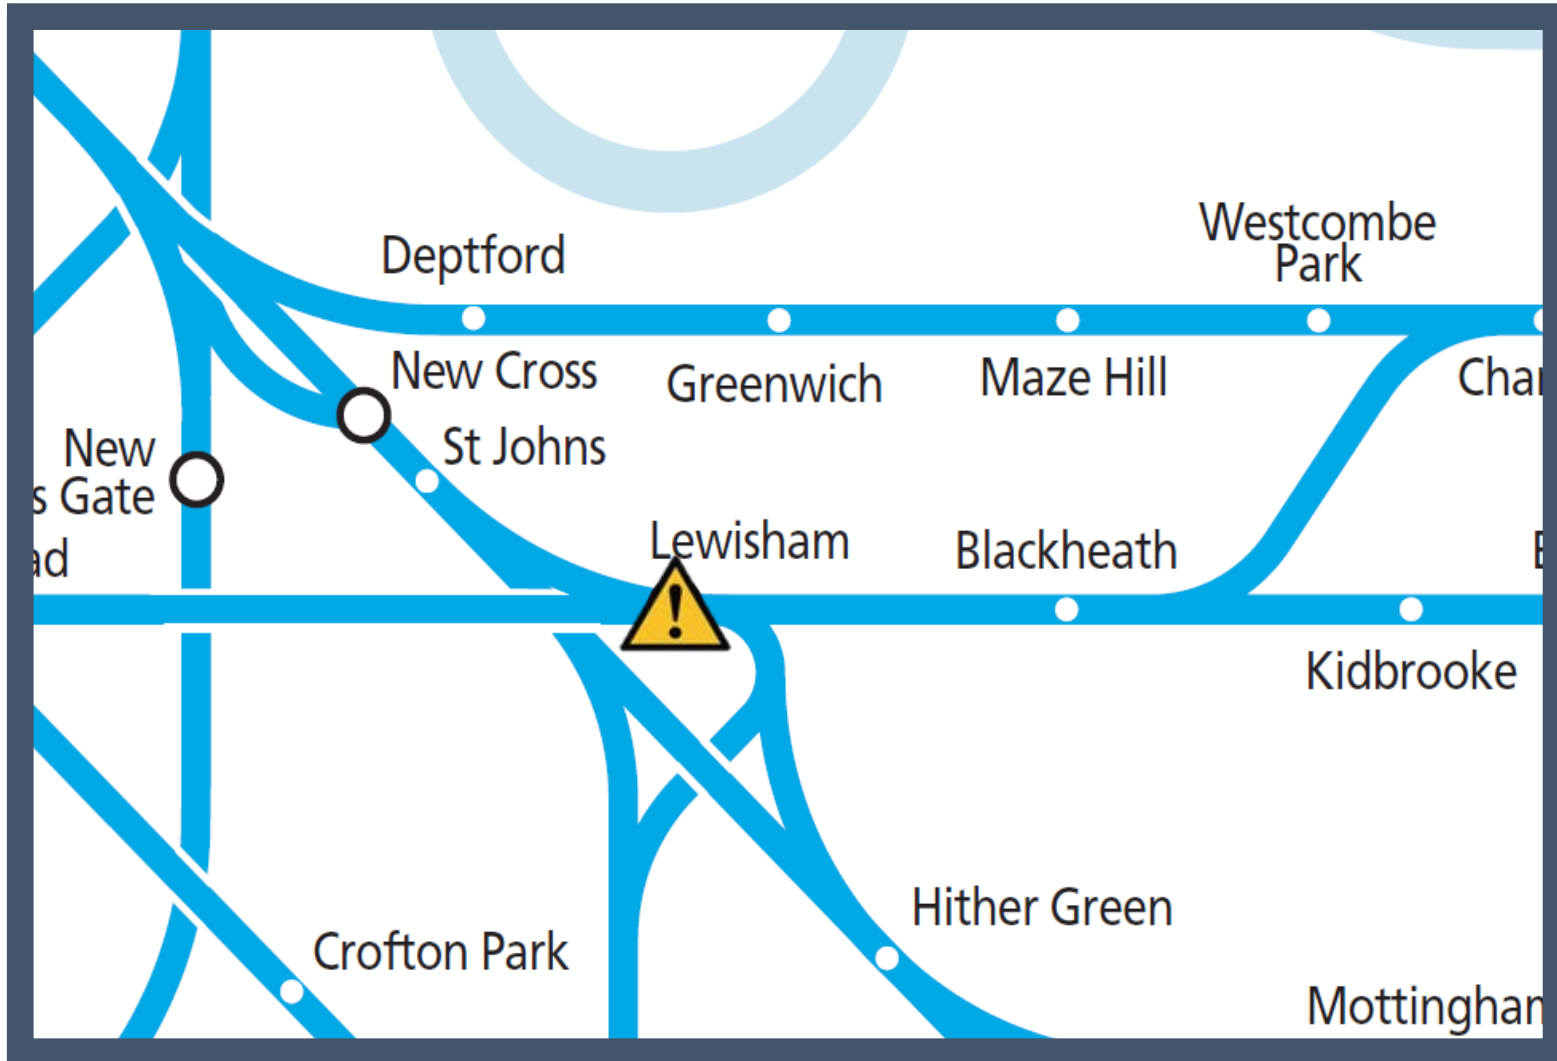 Westcombe
Park
Deptford
New Cross
Greenwich
Maze Hill
St Johns
New
Gate
Lewisham
Blackheath
Kidbrooke
Hither Green
Crofton Park